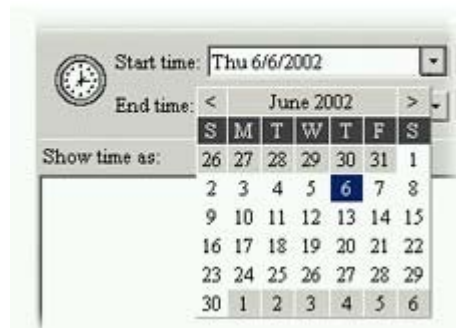 Start time: Thu 6/6/2002
End time:
< June 2002 >
S M T W T F S
Show time as:
26 27 28 29 30 31 1
2 3 4 5 6 7 8
9 10 11 12 13 14 15
16 17 18 19 20 21 22
23 24 25 26 27 28 29
30 1 2 3 4 5 6